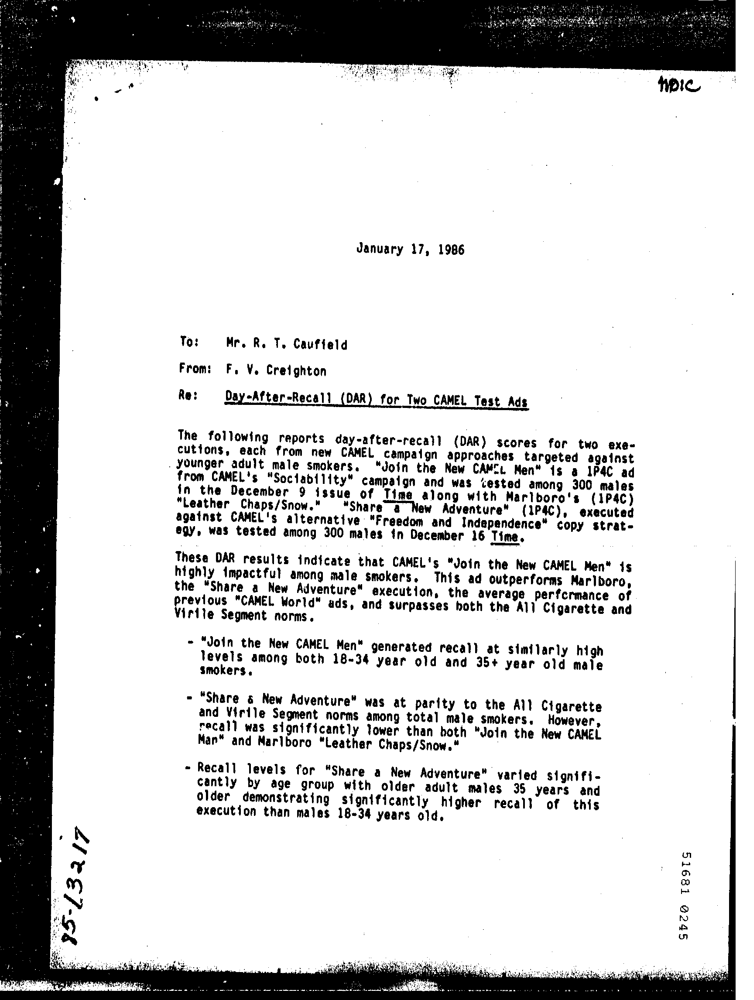 MDIC
January 17, 1986
To: Mr. R. T. Caufield
From: F. V. Creighton
Re: Day-After-Recall (DAR) for Two CAMEL Test Ads
The following reports day-after-recall (DAR) scores for two exe-
cutions, each from new CAMEL campaign approaches targeted against
younger adult male smokers. "Join the New CAMEL Men" is a 1P4C ad
from CAMEL's "Sociability" campaign and was tested among 300 males
in the December 9 issue of Time along with Marlboro's (1P4C)
"Leather Chaps/Snow." "Share a New Adventure" (1P4C), executed
against CAMEL's alternative "Freedom and Independence" copy strat-
egy, was tested among 300 males in December 16 Time.
These DAR results indicate that CAMEL's "Join the New CAMEL Men" is
highly impactful among male smokers. This ad outperforms Marlboro,
the "Share a New Adventure" execution, the average performance of
previous "CAMEL World" ads, and surpasses both the All Cigarette and
Virile Segment norms.
- "Join the New CAMEL Men" generated recall at similarly high
levels among both 18-34 year old and 35+ year old male
smokers.
- "Share & New Adventure" was at parity to the All Cigarette
and Virile Segment norms among total male smokers. However,
recall was significantly lower than both "Join the New CAMEL
Man" and Marlboro "Leather Chaps/Snow."
- Recall levels for "Share a New Adventure" varied signifi-
cantly by age group with older adult males 35 years and
older demonstrating significantly higher recall of this
execution than males 18-34 years old.
85-13217
51681 0245